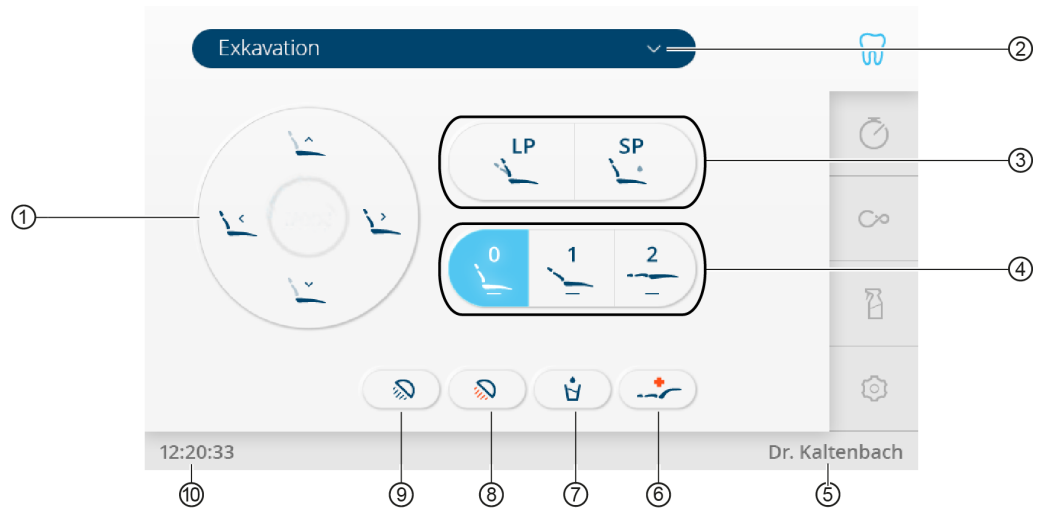 Exkavation
②
LP SP
③
①
0 1 2
④
12:20:33
Dr. Kaltenbach
⑩ ⑨ ⑧ ⑦ ⑥ ⑤